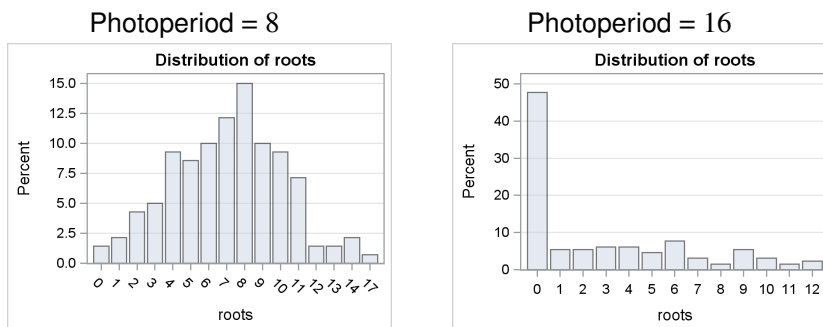 Photoperiod = 8
Distribution of roots
15.0
12.5
10.0
7.5
5.0
2.5
0.0
Percent
0 1 2 3 4 5 6 7 8 9 10 11 12 13 14 17
roots
Photoperiod = 16
Distribution of roots
50
40
30
20
10
0
Percent
0 1 2 3 4 5 6 7 8 9 10 11 12
roots